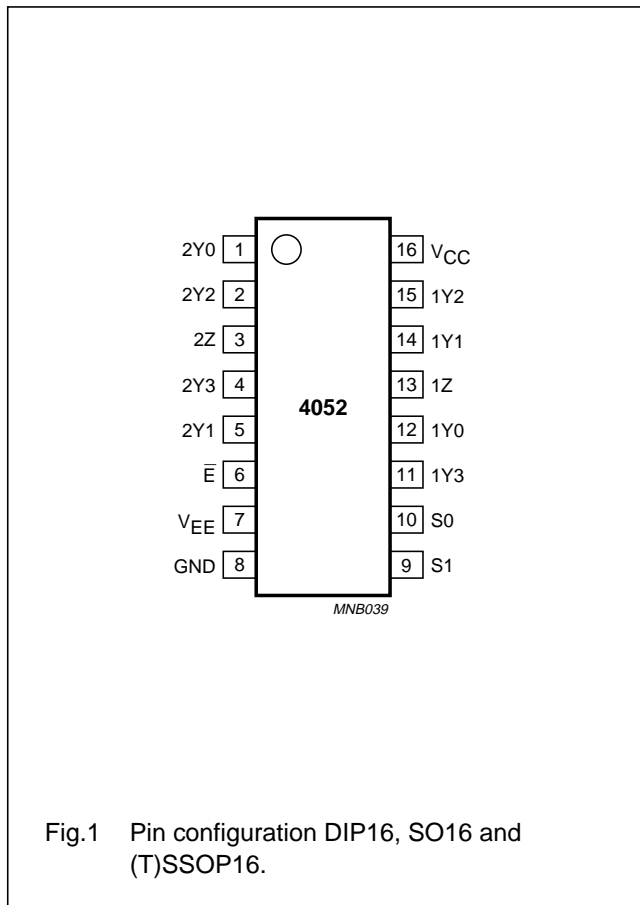 2Y0 1 16 VCC
2Y2 2 15 1Y2
2Z 3 14 1Y1
2Y3 4 13 1Z
4052
2Y1 5 12 1Y0
E̅ 6 11 1Y3
VEE 7 10 S0
GND 8 9 S1
MNB039
Fig.1 Pin configuration DIP16, SO16 and
(T)SSOP16.